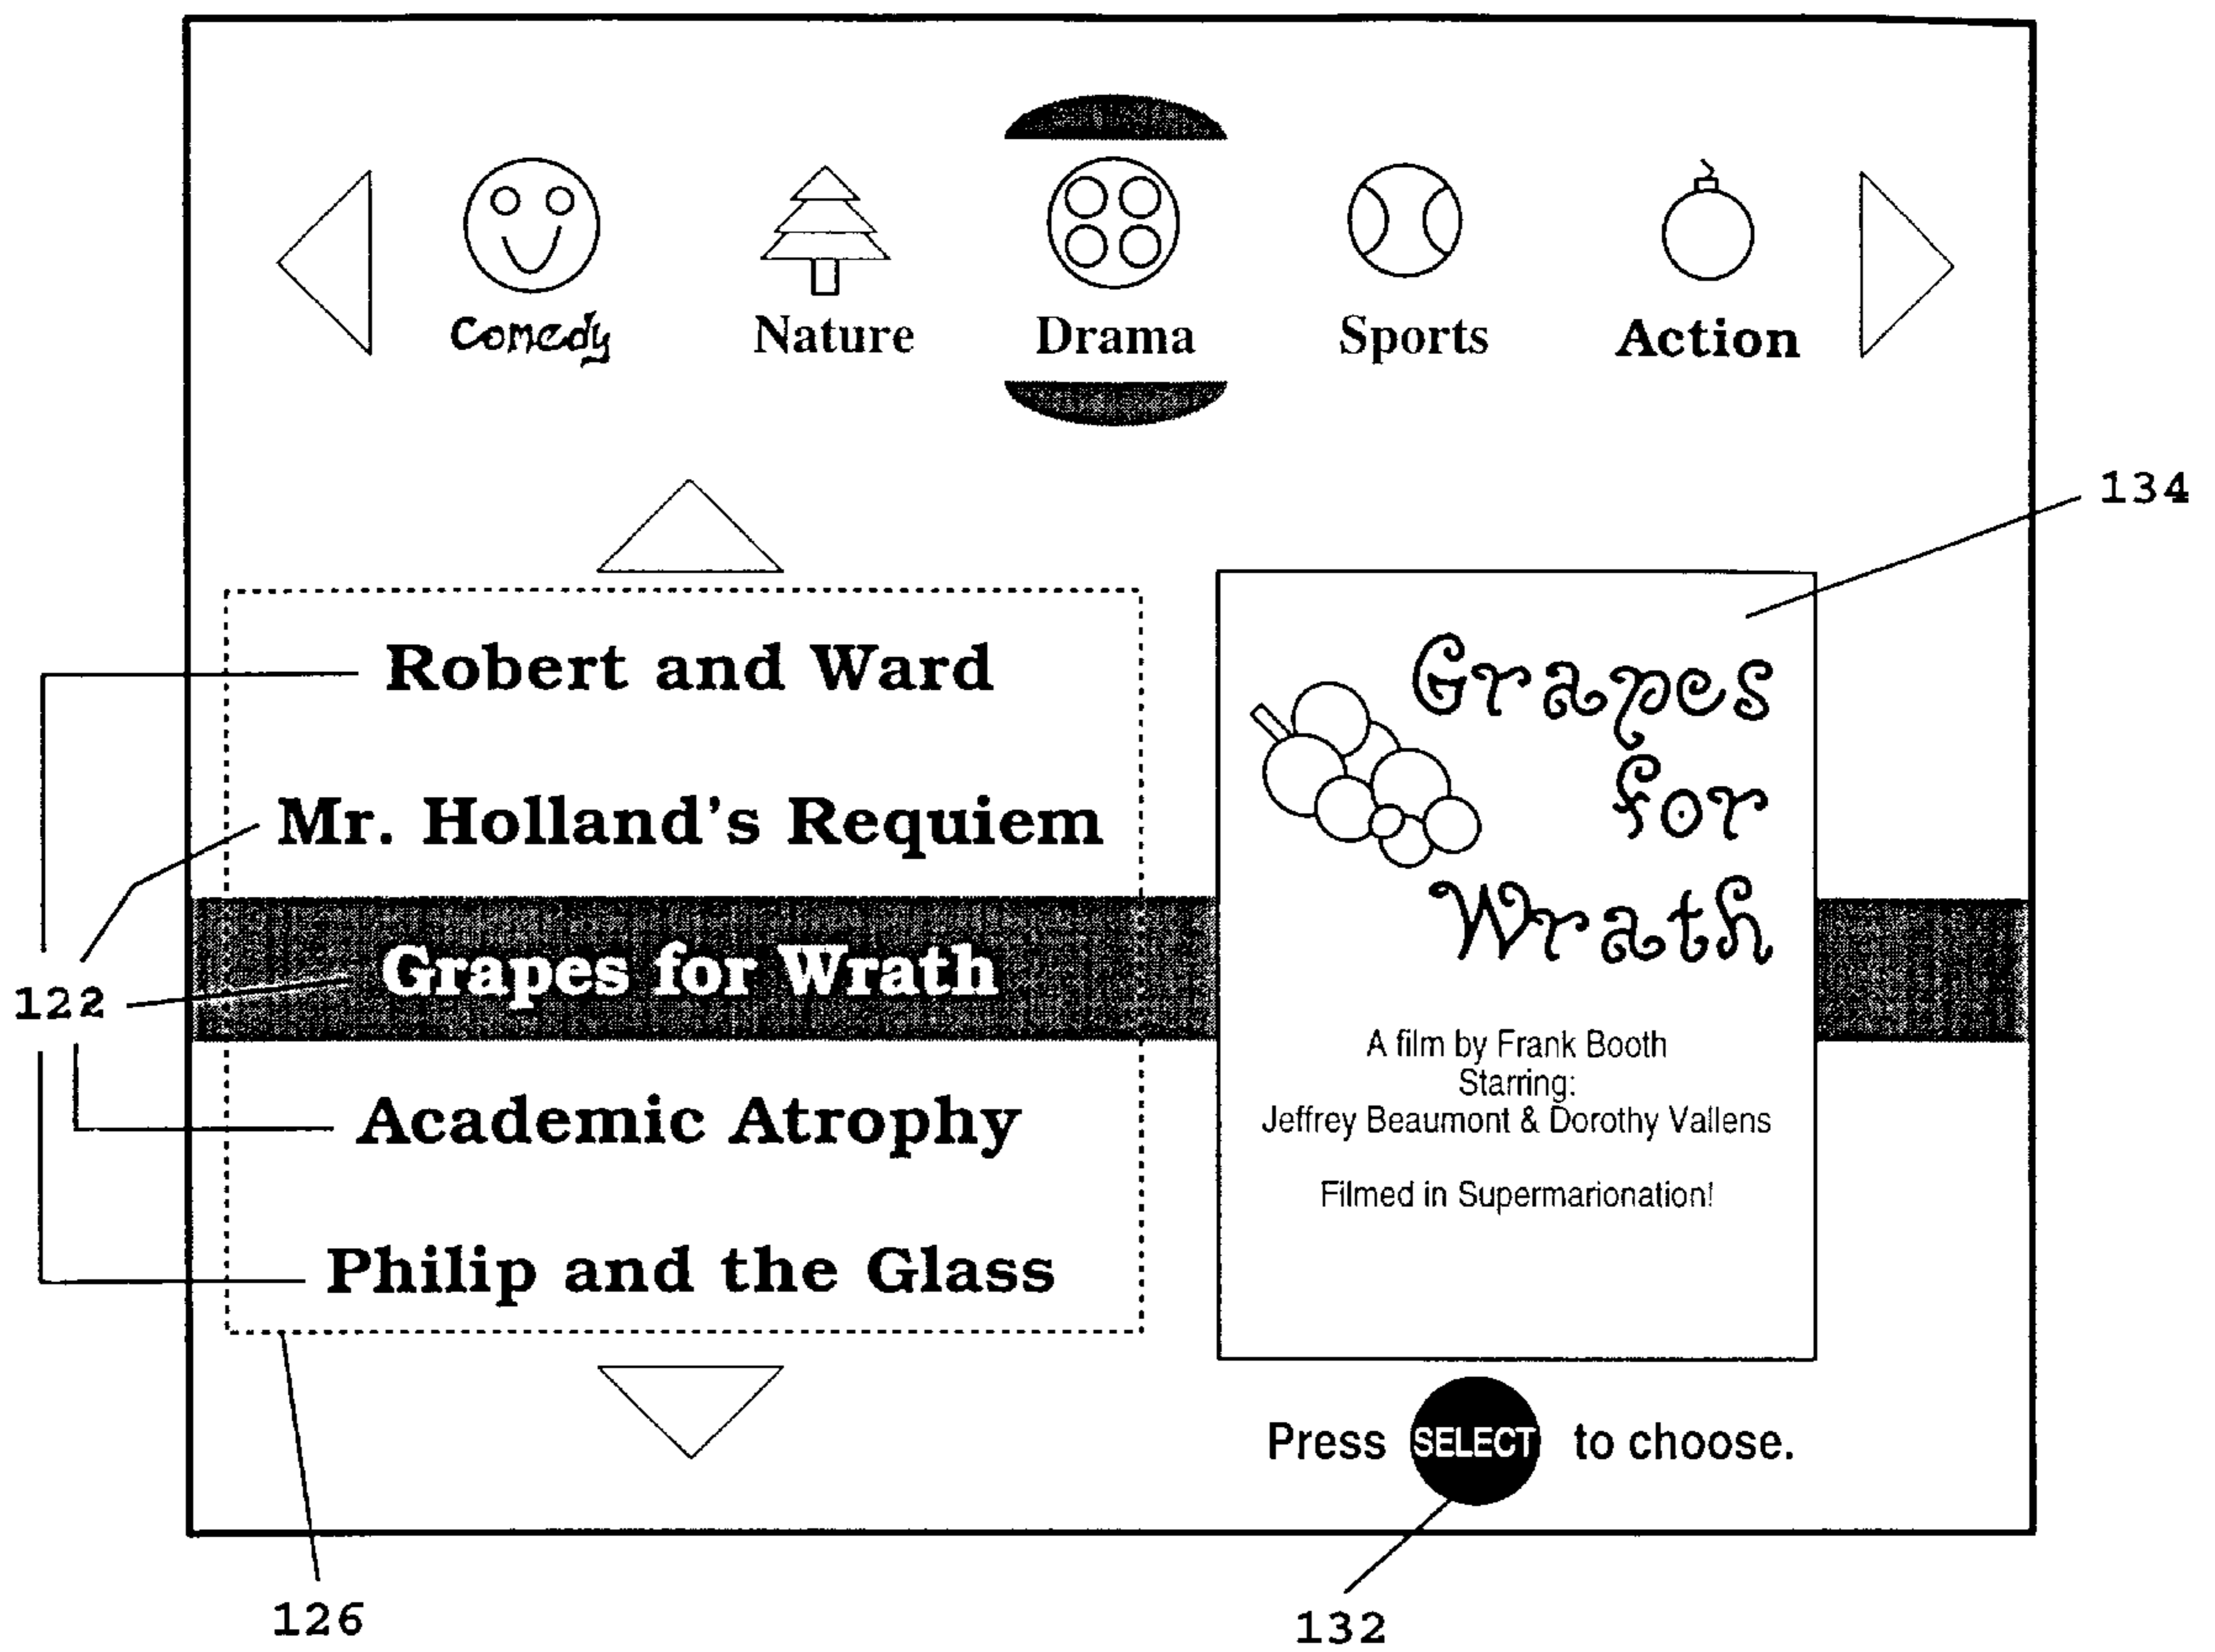 Comedy Nature Drama Sports Action
134
Robert and Ward
Mr. Holland's Requiem
Grapes for Wrath
Academic Atrophy
Philip and the Glass
122
126
Grapes
for
Wrath
A film by Frank Booth
Starring:
Jeffrey Beaumont & Dorothy Vallens
Filmed in Supermarionation!
Press SELECT to choose.
132